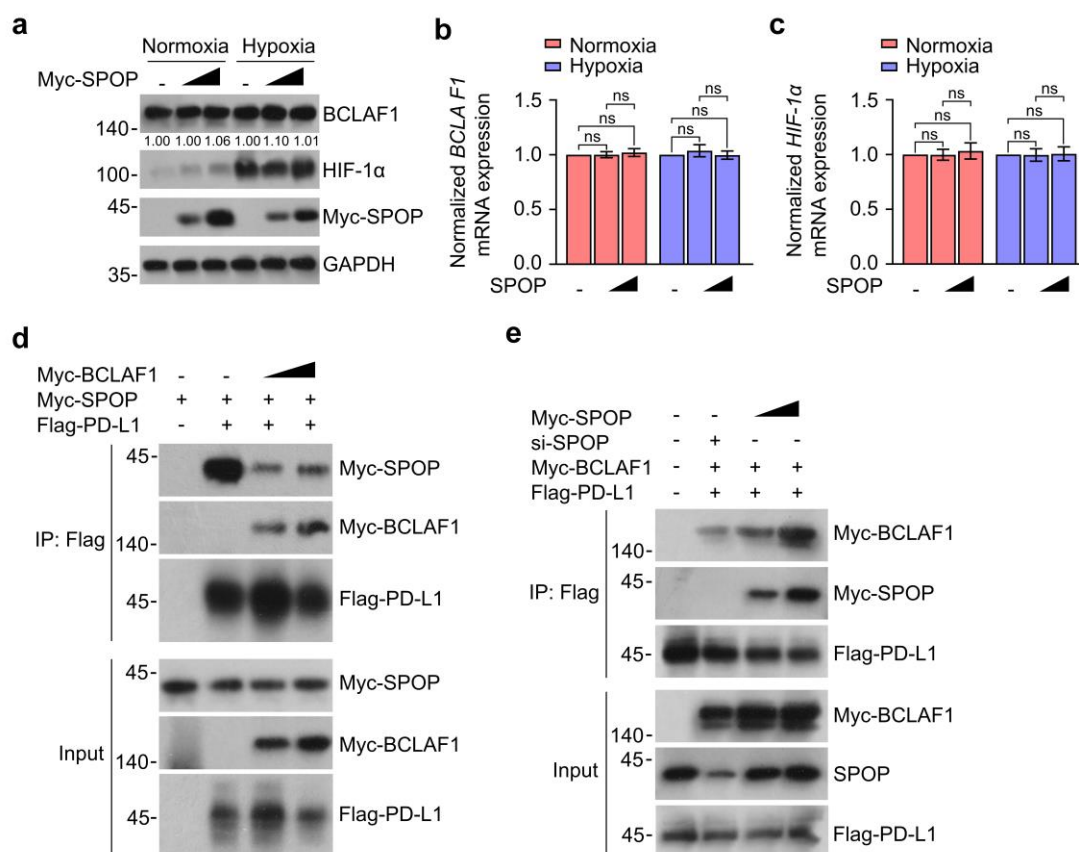 a
Normoxia Hypoxia
Myc-SPOP - -
BCLAF1
140-
1.00 1.00 1.06 1.00 1.10 1.01
HIF-1α
100-
45-
Myc-SPOP
GAPDH
35-
b
Normoxia
Hypoxia
Normalized BCLA F1
mRNA expression
1.5
1.0
0.5
0.0
ns
ns
ns
ns
ns
ns
SPOP - -
c
Normoxia
Hypoxia
Normalized HIF-1α
mRNA expression
1.5
1.0
0.5
0.0
ns
ns
ns
ns
ns
ns
SPOP - -
d
Myc-BCLAF1 - -
Myc-SPOP + + + +
Flag-PD-L1 - + + +
IP: Flag
45-
Myc-SPOP
Myc-BCLAF1
140-
45-
Flag-PD-L1
Input
45-
Myc-SPOP
Myc-BCLAF1
140-
45-
Flag-PD-L1
e
Myc-SPOP - -
si-SPOP - + - -
Myc-BCLAF1 - + + +
Flag-PD-L1 - + + +
IP: Flag
Myc-BCLAF1
140-
45-
Myc-SPOP
45-
Flag-PD-L1
Input
Myc-BCLAF1
140-
45-
SPOP
45-
Flag-PD-L1